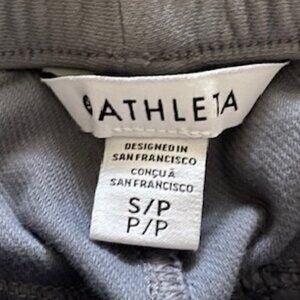 ATHLETA
DESIGNED IN
SAN FRANCISCO
CONÇU À
SAN FRANCISCO
S/P
P/P